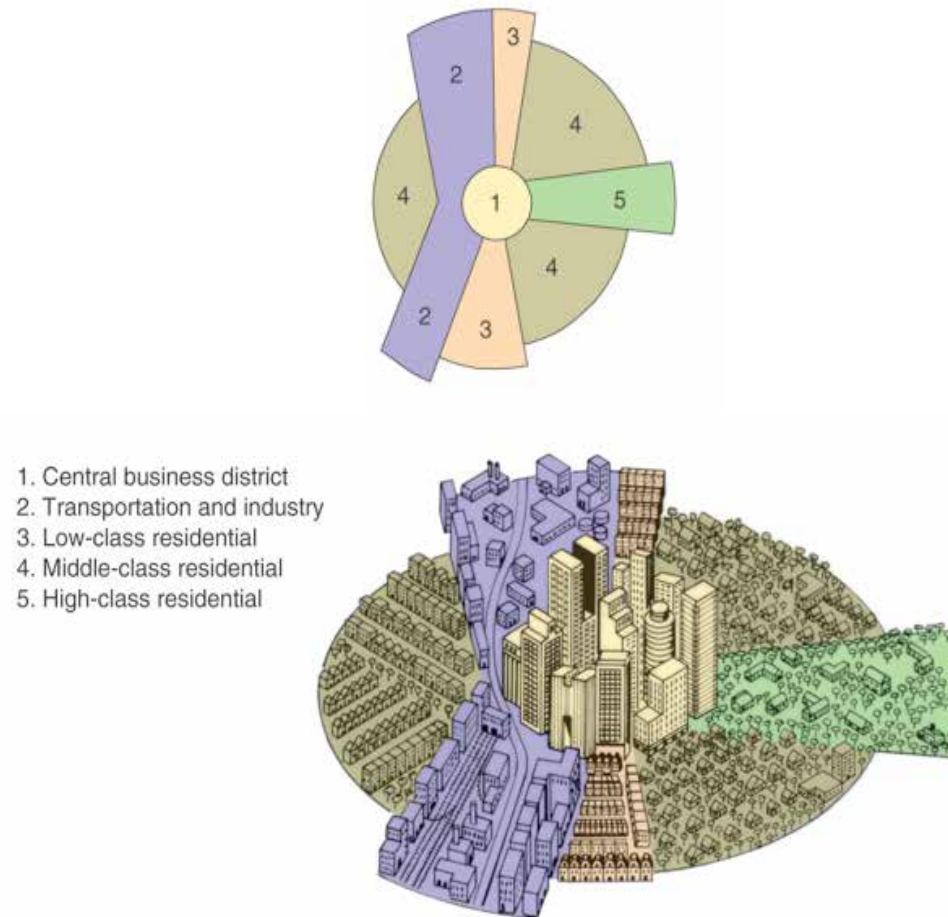 2
3
4
4
1
5
4
2
3
1. Central business district
2. Transportation and industry
3. Low-class residential
4. Middle-class residential
5. High-class residential